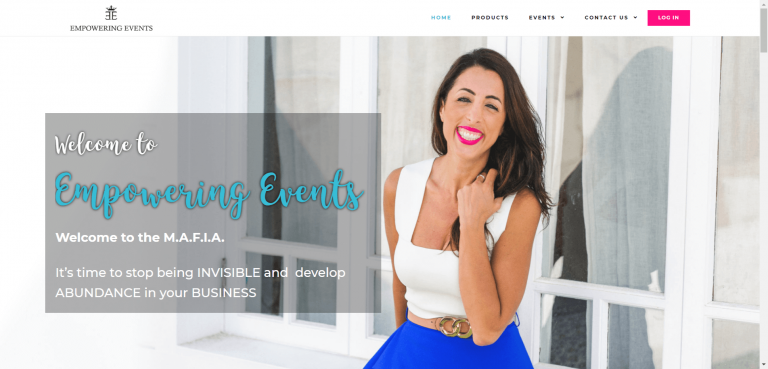 EMPOWERING EVENTS
HOME PRODUCTS EVENTS CONTACT US LOG IN
Welcome to
Empowering Events
Welcome to the M.A.F.I.A.
It's time to stop being INVISIBLE and develop
ABUNDANCE in your BUSINESS